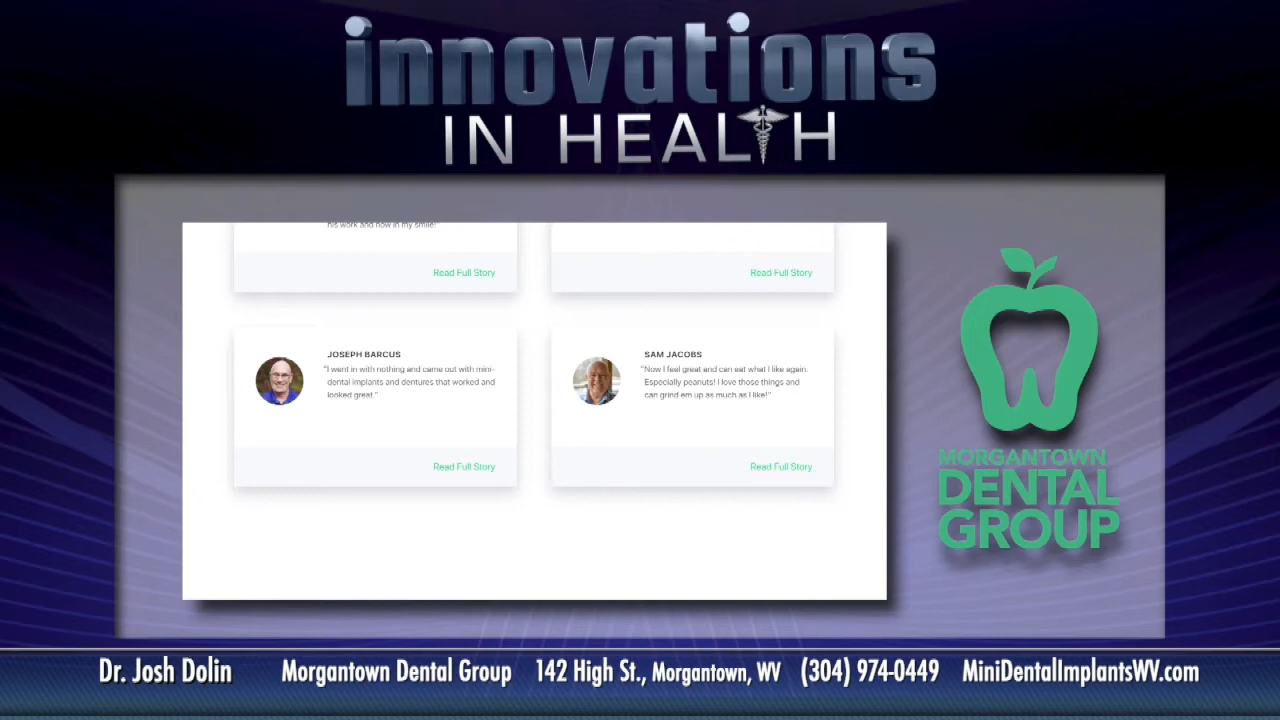 innovations
IN HEALTH
his work and now in my smile!"
Read Full Story
Read Full Story
JOSEPH BARCUS
"I went in with nothing and came out with mini-
dental implants and dentures that worked and
looked great."
Read Full Story
SAM JACOBS
"Now I feel great and can eat what I like again.
Especially peanuts! I love those things and
can grind em up as much as I like!"
Read Full Story
MORGANTOWN
DENTAL
GROUP
Dr. Josh Dolin Morgantown Dental Group 142 High St., Morgantown, WV (304) 974-0449 MiniDentalImplantsWV.com